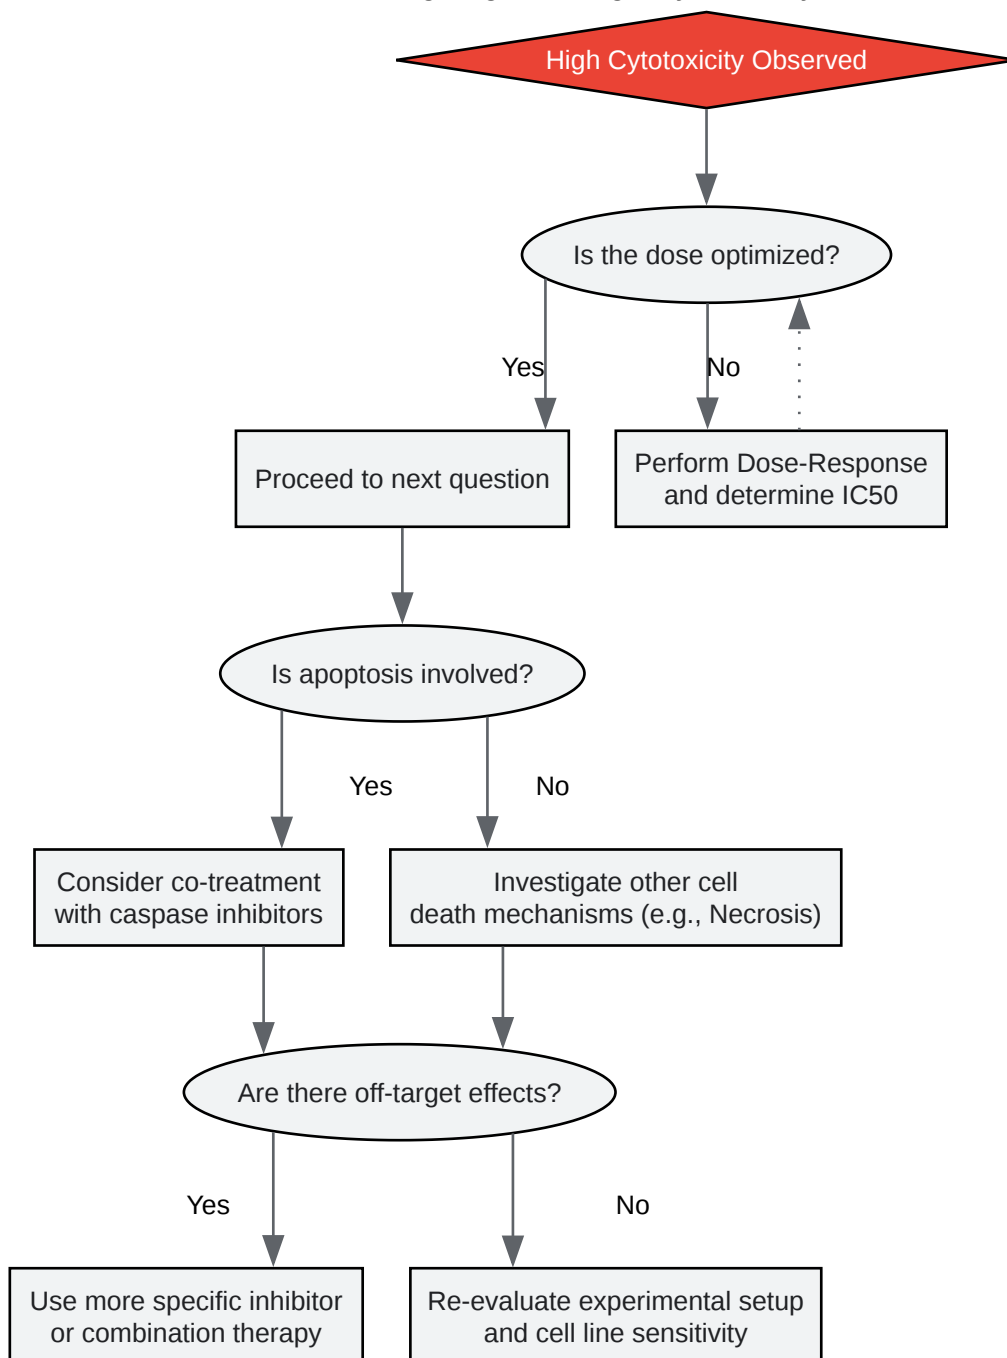 High Cytotoxicity Observed
Is the dose optimized?
Yes
No
Proceed to next question
Perform Dose-Response
and determine IC50
Is apoptosis involved?
Yes
No
Consider co-treatment
with caspase inhibitors
Investigate other cell
death mechanisms (e.g., Necrosis)
Are there off-target effects?
Yes
No
Use more specific inhibitor
or combination therapy
Re-evaluate experimental setup
and cell line sensitivity